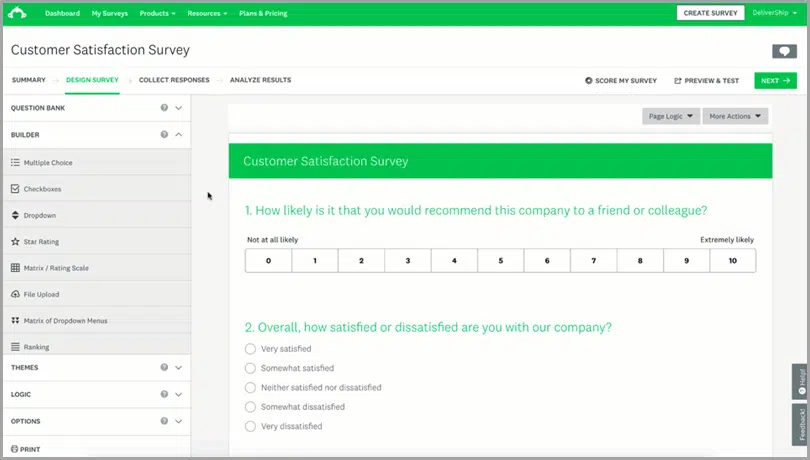 Dashboard My Surveys Products Resources Plans & Pricing CREATE SURVEY DeliverShip
Customer Satisfaction Survey
SUMMARY DESIGN SURVEY COLLECT RESPONSES ANALYZE RESULTS SCORE MY SURVEY PREVIEW & TEST NEXT
QUESTION BANK
BUILDER
Multiple Choice
Checkboxes
Dropdown
Star Rating
Matrix / Rating Scale
File Upload
Matrix of Dropdown Menus
Ranking
THEMES
LOGIC
OPTIONS
PRINT
Page Logic More Actions
Customer Satisfaction Survey
1. How likely is it that you would recommend this company to a friend or colleague?
Not at all likely Extremely likely
0 1 2 3 4 5 6 7 8 9 10
2. Overall, how satisfied or dissatisfied are you with our company?
Very satisfied
Somewhat satisfied
Neither satisfied nor dissatisfied
Somewhat dissatisfied
Very dissatisfied
Help!
Feedback!